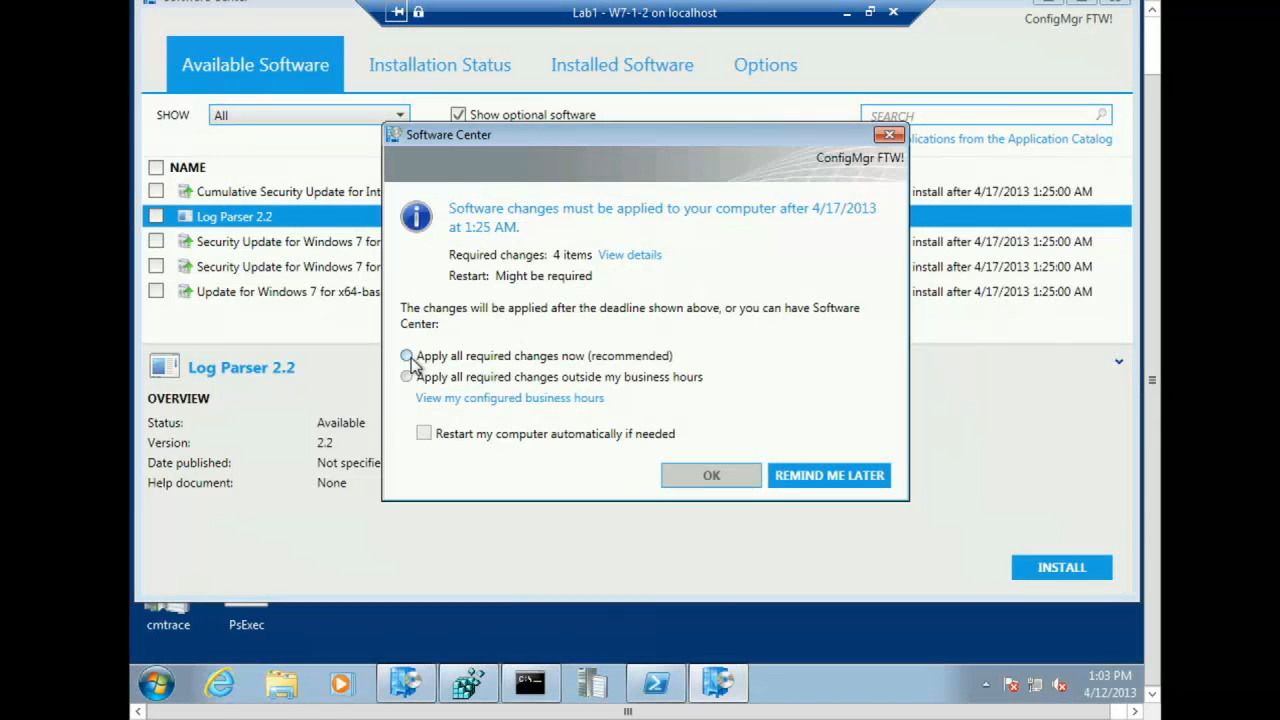 Software Center
Lab1 - W7-1-2 on localhost
ConfigMgr FTW!
Available Software
Installation Status
Installed Software
Options
SHOW
All
Show optional software
SEARCH
Applications from the Application Catalog
NAME
Cumulative Security Update for Int
install after 4/17/2013 1:25:00 AM
Log Parser 2.2
Security Update for Windows 7 for
install after 4/17/2013 1:25:00 AM
Security Update for Windows 7 for
install after 4/17/2013 1:25:00 AM
Update for Windows 7 for x64-bas
install after 4/17/2013 1:25:00 AM
Software Center
ConfigMgr FTW!
Software changes must be applied to your computer after 4/17/2013
at 1:25 AM.
Required changes: 4 items View details
Restart: Might be required
The changes will be applied after the deadline shown above, or you can have Software
Center:
Apply all required changes now (recommended)
Apply all required changes outside my business hours
View my configured business hours
Restart my computer automatically if needed
OK
REMIND ME LATER
Log Parser 2.2
OVERVIEW
Status: Available
Version: 2.2
Date published: Not specifie
Help document: None
INSTALL
cmtrace
PsExec
1:03 PM
4/12/2013